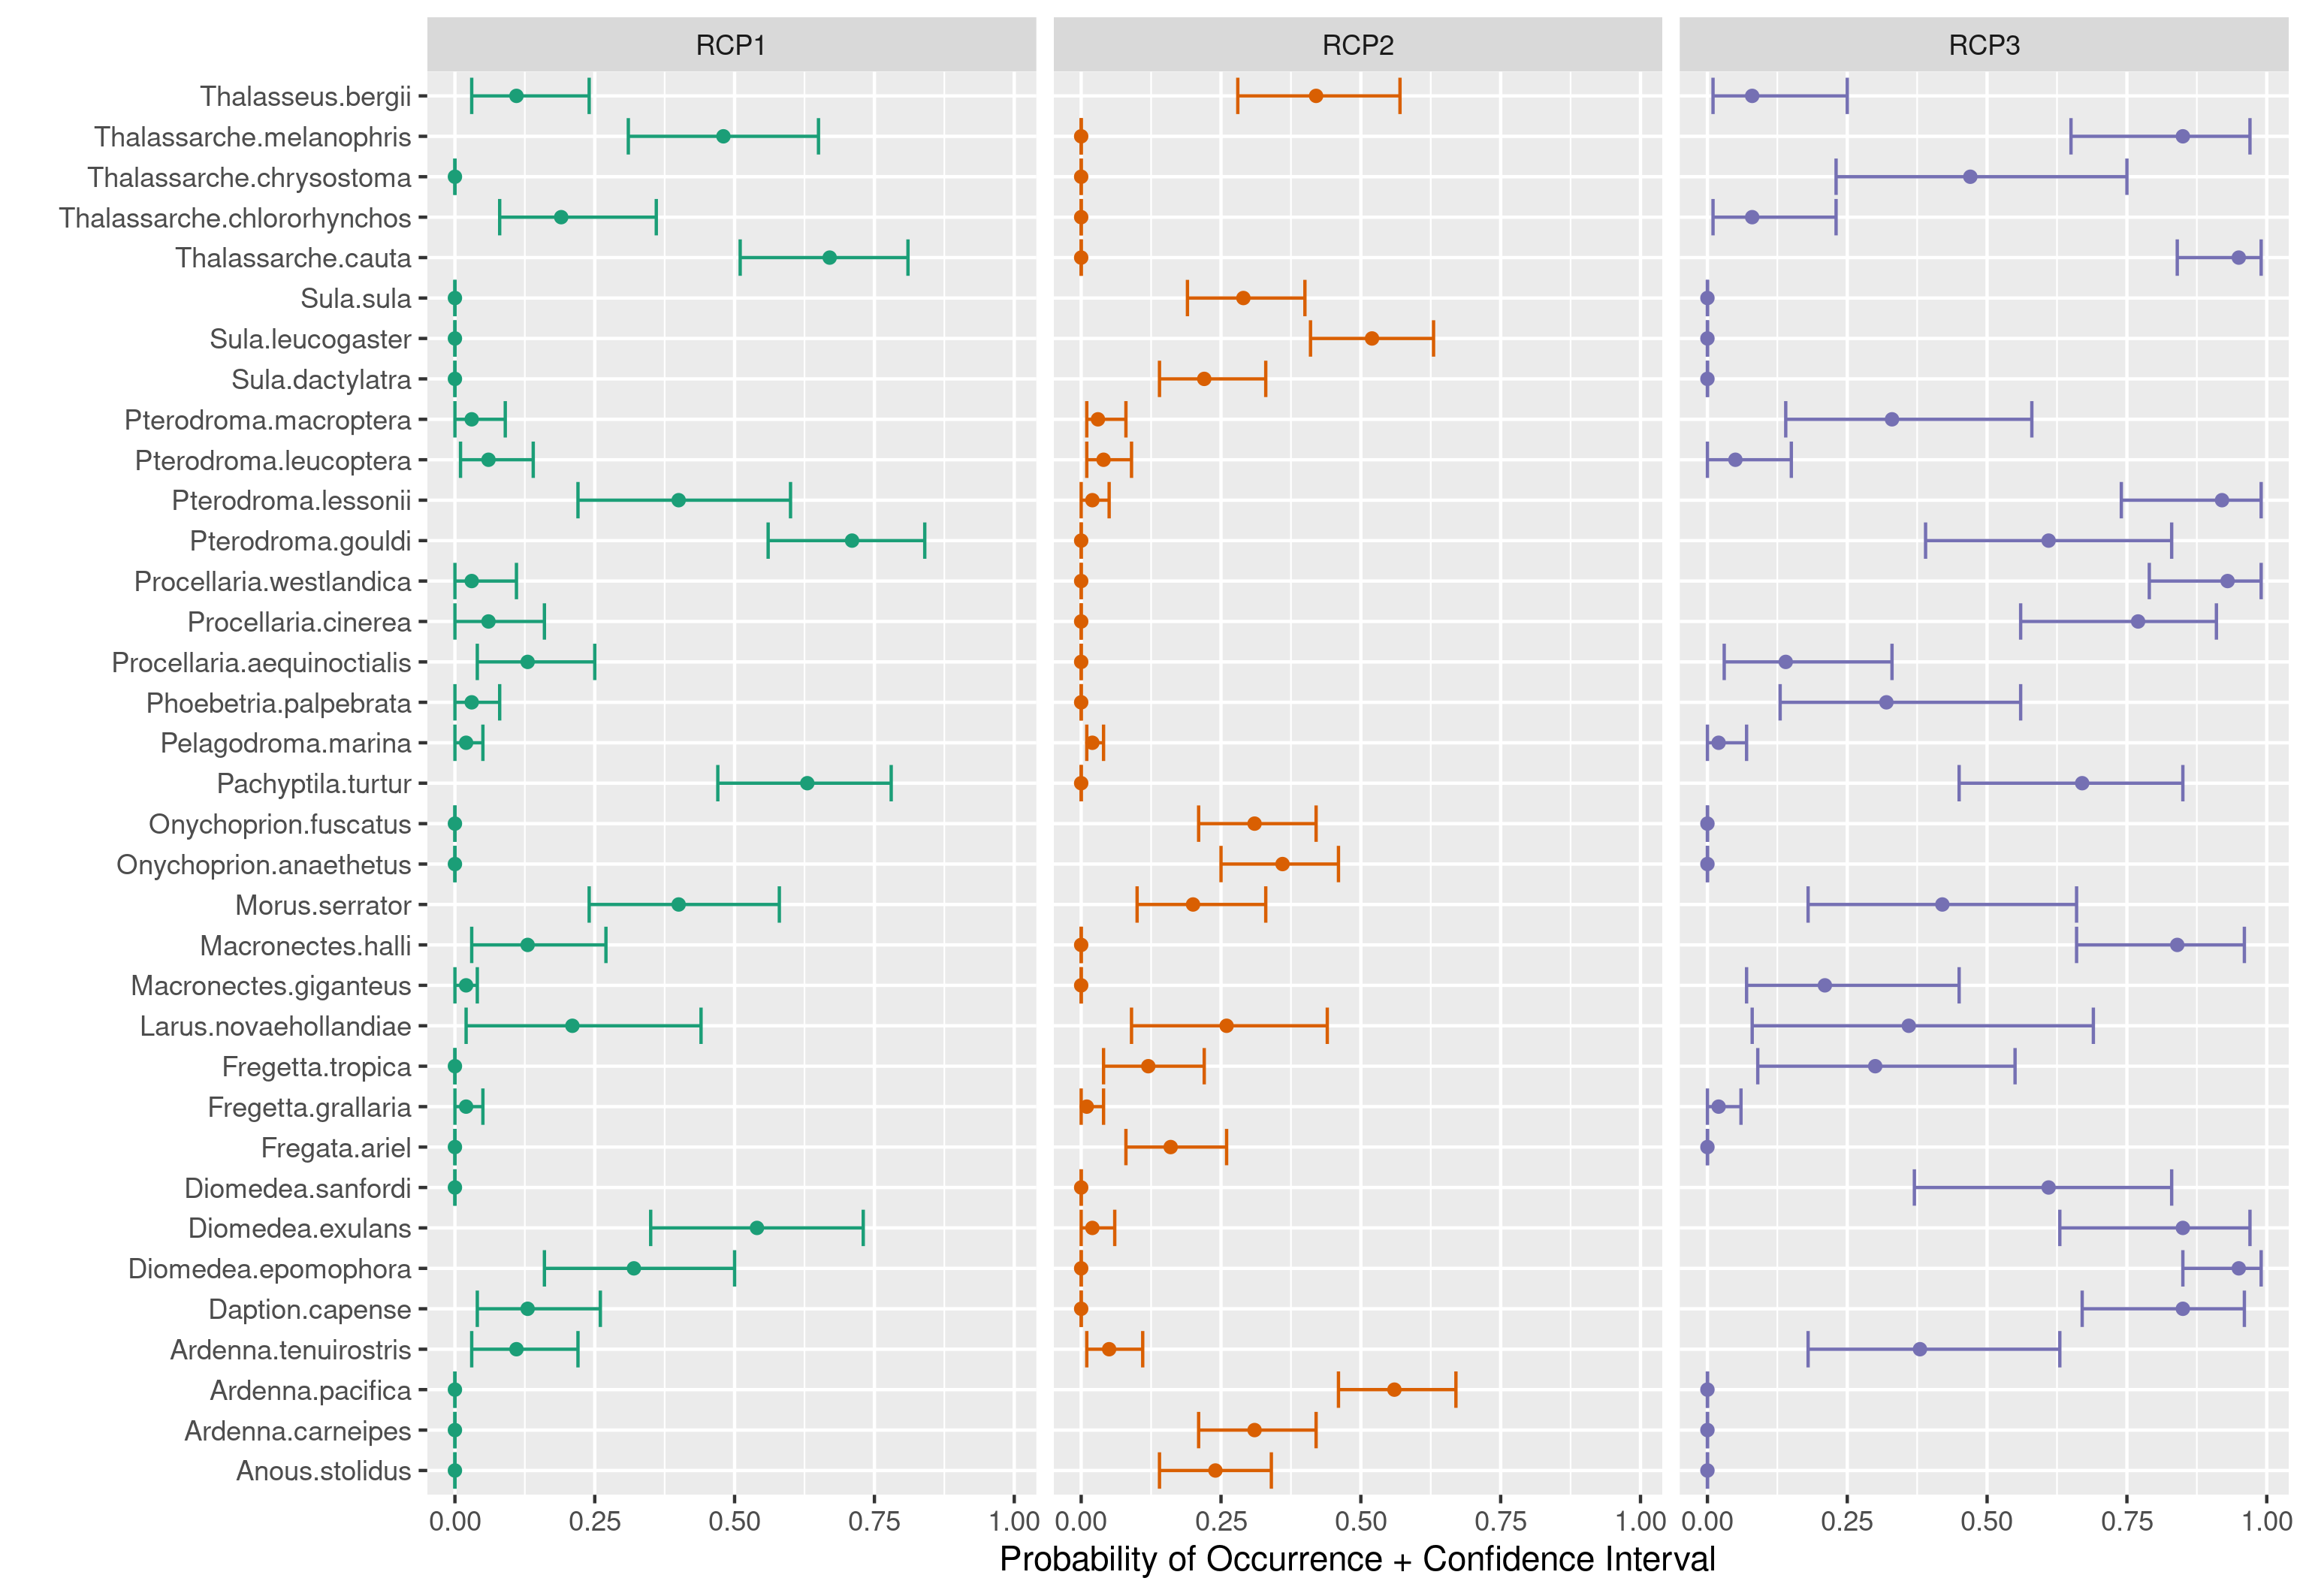 RCP1 RCP2 RCP3
Thalasseus.bergii
Thalassarche.melanophris
Thalassarche.chrysostoma
Thalassarche.chlororhynchos
Thalassarche.cauta
Sula.sula
Sula.leucogaster
Sula.dactylatra
Pterodroma.macroptera
Pterodroma.leucoptera
Pterodroma.lessonii
Pterodroma.gouldi
Procellaria.westlandica
Procellaria.cinerea
Procellaria.aequinoctialis
Phoebetria.palpebrata
Pelagodroma.marina
Pachyptila.turtur
Onychoprion.fuscatus
Onychoprion.anaethetus
Morus.serrator
Macronectes.halli
Macronectes.giganteus
Larus.novaehollandiae
Fregetta.tropica
Fregetta.grallaria
Fregata.ariel
Diomedea.sanfordi
Diomedea.exulans
Diomedea.epomophora
Daption.capense
Ardenna.tenuirostris
Ardenna.pacifica
Ardenna.carneipes
Anous.stolidus
0.00 0.25 0.50 0.75 1.00 0.00 0.25 0.50 0.75 1.00 0.00 0.25 0.50 0.75 1.00
Probability of Occurrence + Confidence Interval